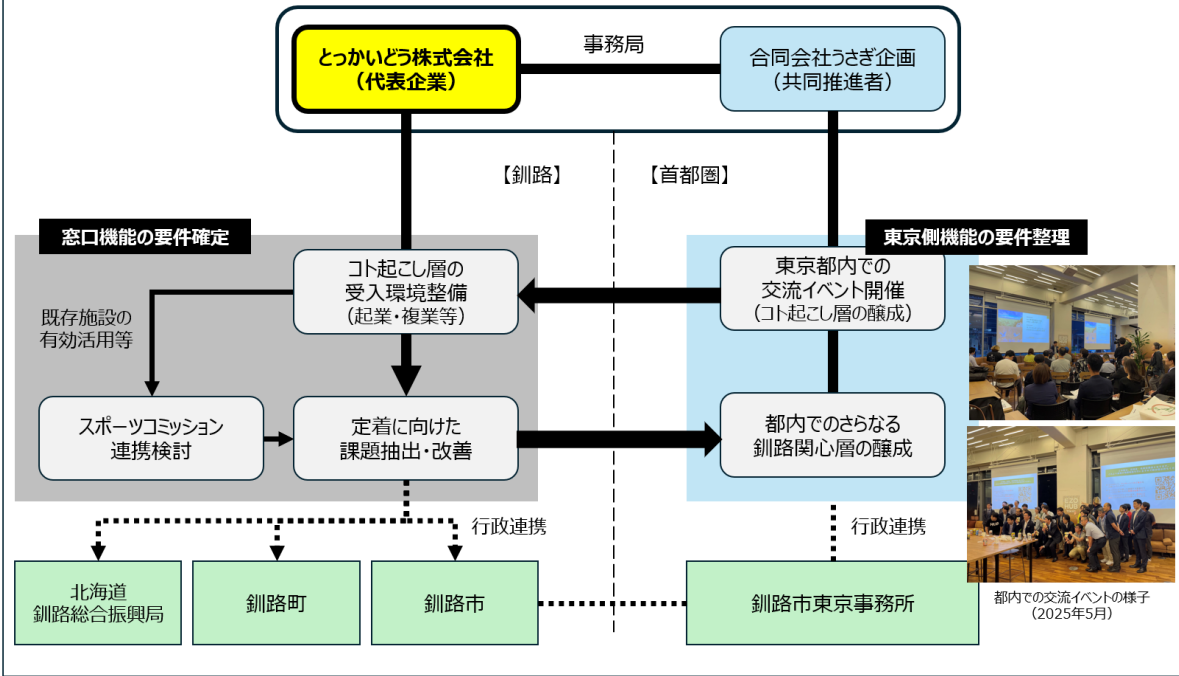 とっかいどう株式会社
（代表企業）
事務局
合同会社うさぎ企画
（共同推進者）
【釧路】
【首都圏】
窓口機能の要件確定
東京側機能の要件整理
コト起こし層の
受入環境整備
（起業・複業等）
東京都内での
交流イベント開催
（コト起こし層の醸成）
既存施設の
有効活用等
スポーツコミッション
連携検討
定着に向けた
課題抽出・改善
都内でのさらなる
釧路関心層の醸成
行政連携
行政連携
北海道
釧路総合振興局
釧路町
釧路市
釧路市東京事務所
都内での交流イベントの様子
（2025年5月）